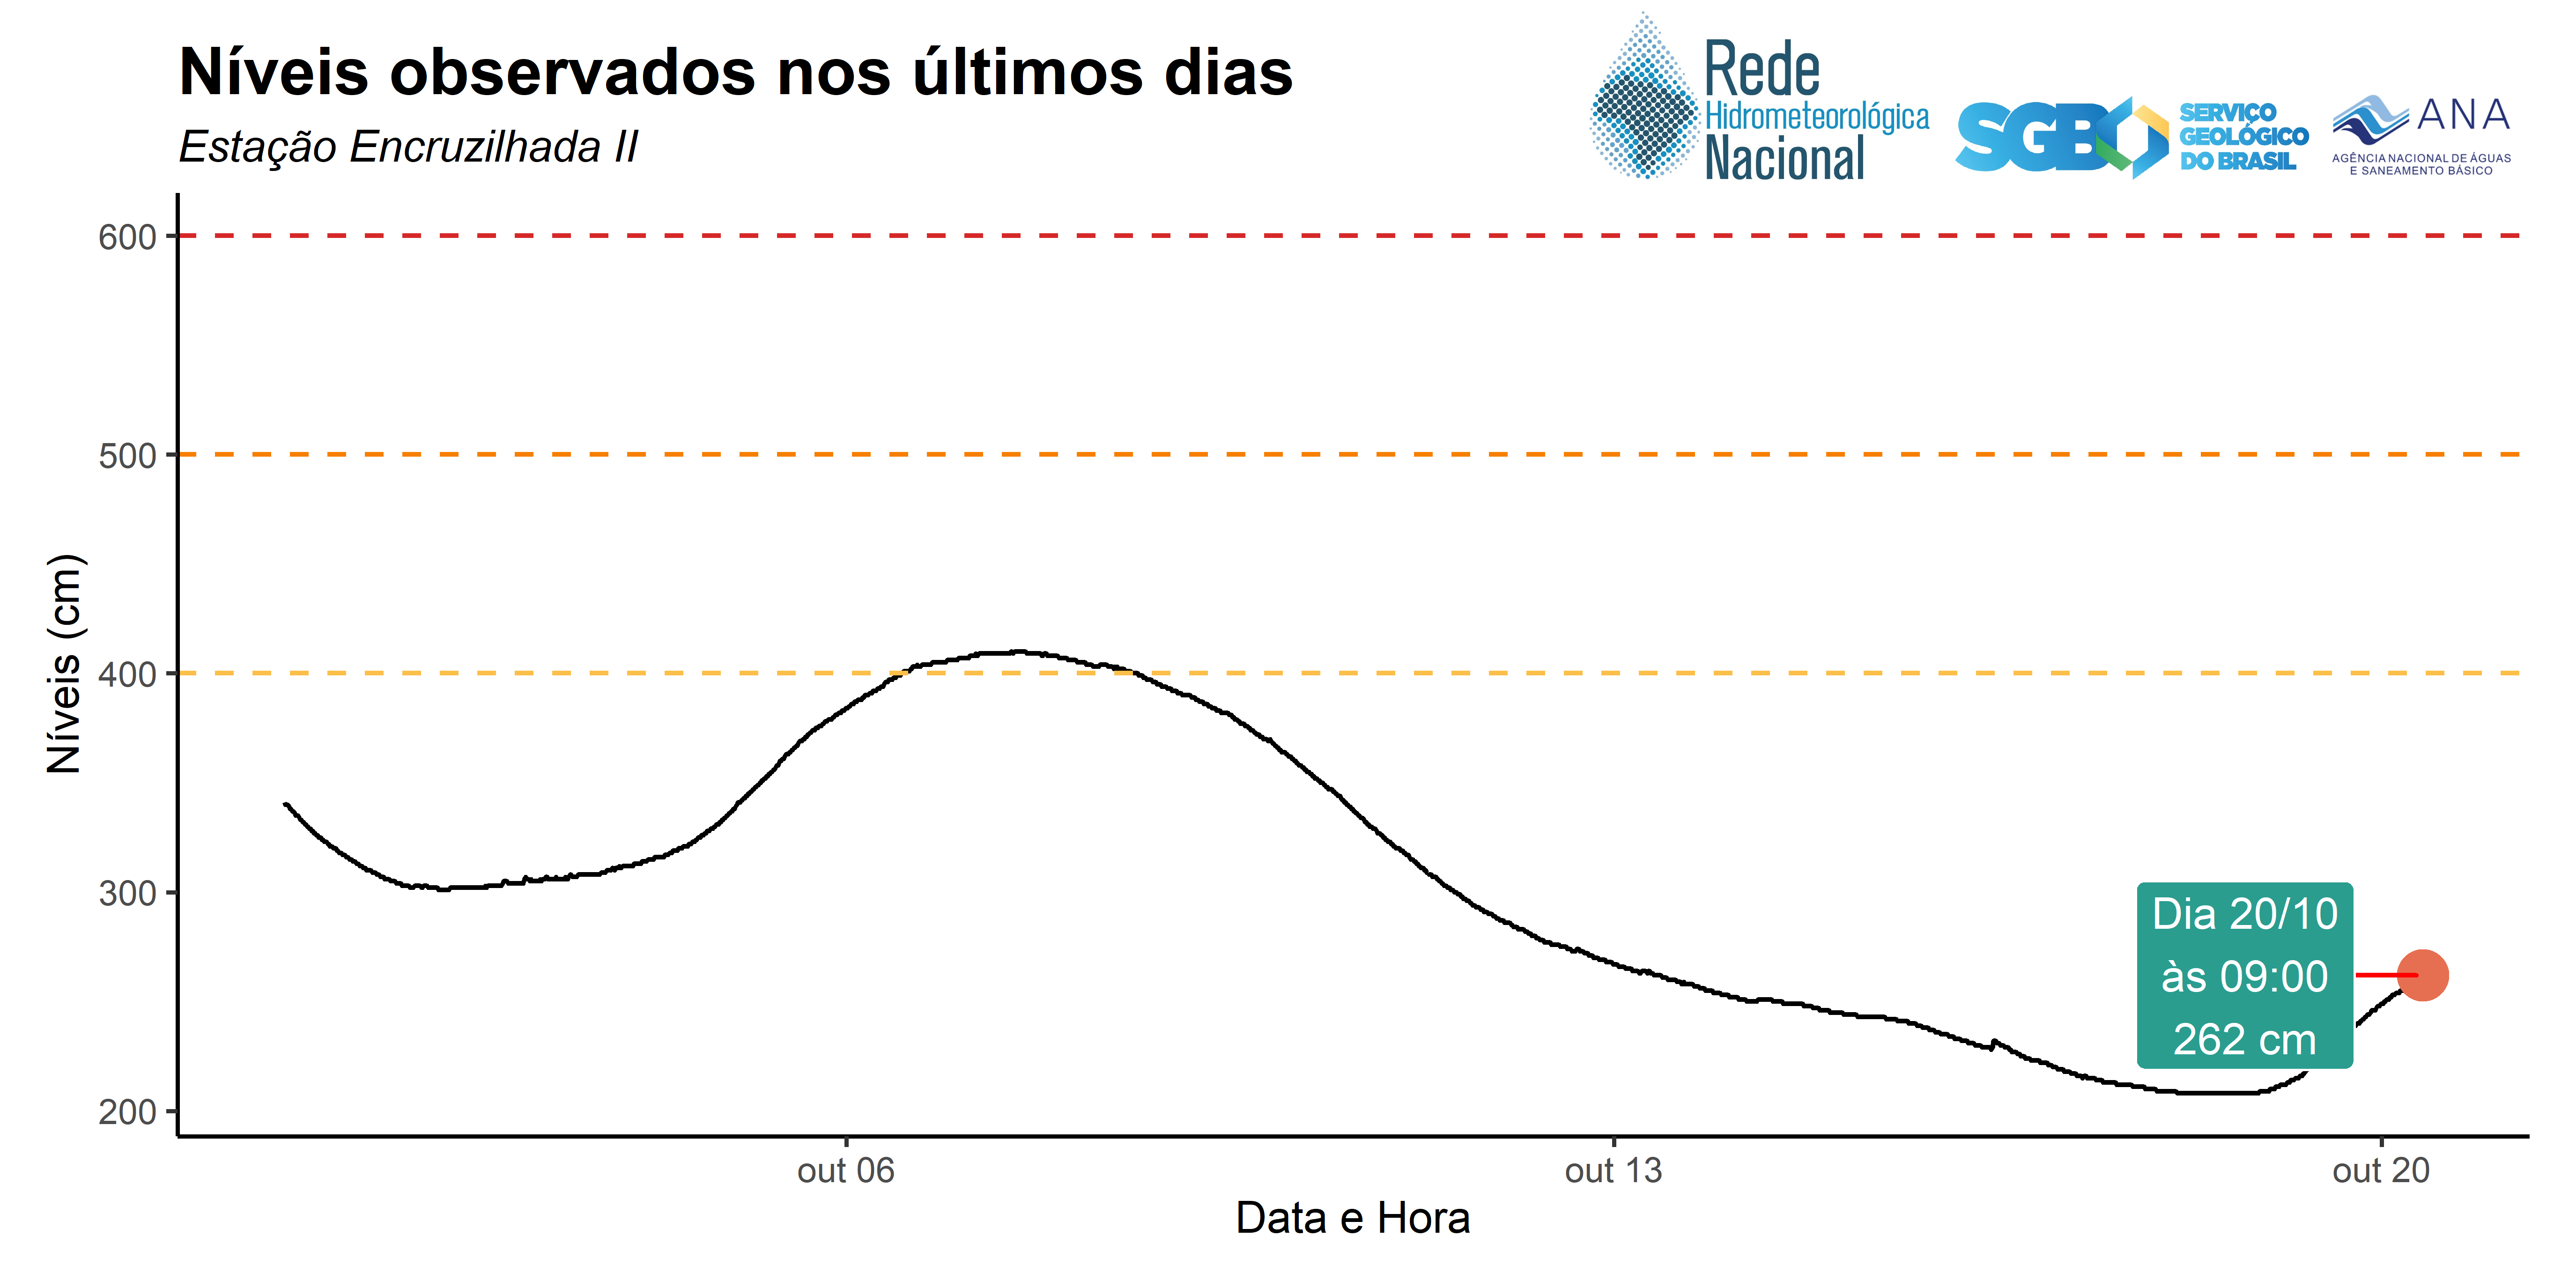 Níveis observados nos últimos dias
Estação Encruzilhada II
Rede
Hidrometeorológica
Nacional
SGB
SERVIÇO
GEOLÓGICO
DO BRASIL
ANA
AGÊNCIA NACIONAL DE ÁGUAS
E SANEAMENTO BÁSICO
Níveis (cm)
600
500
400
300
200
Dia 20/10
às 09:00
262 cm
out 06
out 13
out 20
Data e Hora